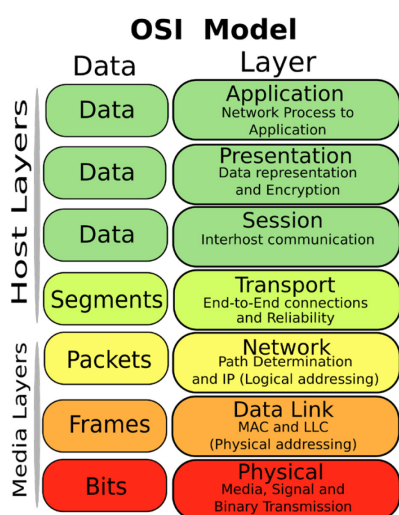 OSI Model
Data Layer
Host Layers
Data
Application
Network Process to
Application
Data
Presentation
Data representation
and Encryption
Data
Session
Interhost communication
Segments
Transport
End-to-End connections
and Reliability
Media Layers
Packets
Network
Path Determination
and IP (Logical addressing)
Frames
Data Link
MAC and LLC
(Physical addressing)
Bits
Physical
Media, Signal and
Binary Transmission